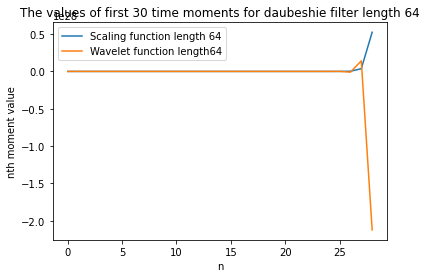 The values of first 30 time moments for daubeshie filter length 64
1e28
Scaling function length 64
Wavelet function length64
0.5
0.0
−0.5
−1.0
−1.5
−2.0
nth moment value
0 5 10 15 20 25
n